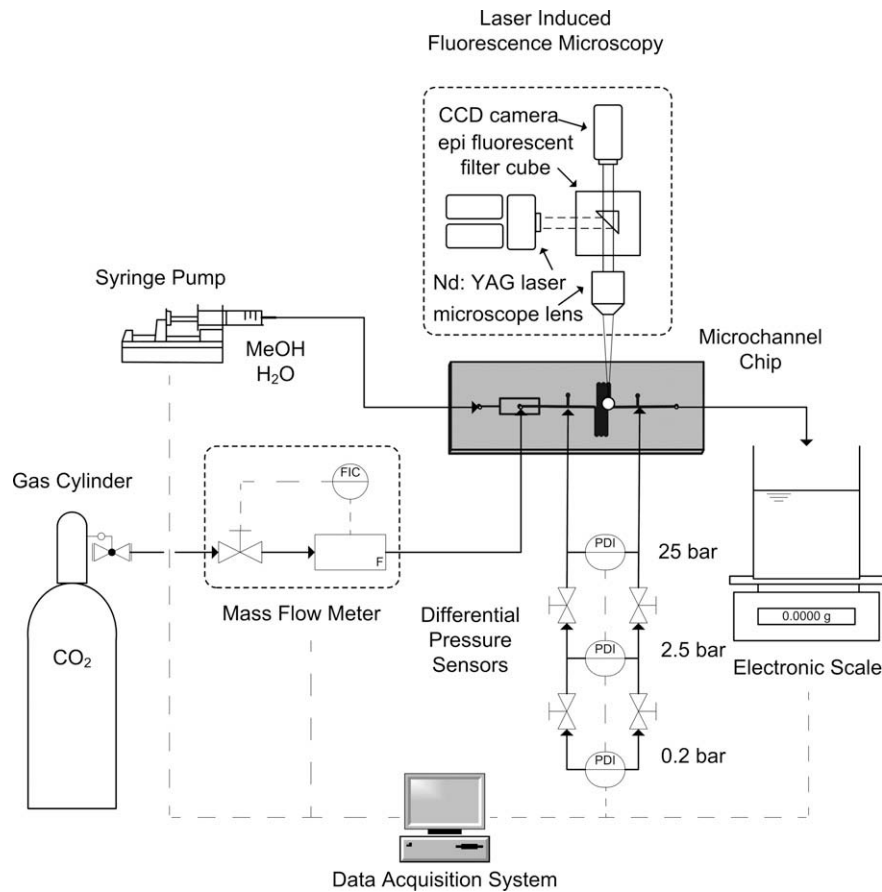 Laser Induced
Fluorescence Microscopy
CCD camera
epi fluorescent
filter cube
Nd: YAG laser
microscope lens
Syringe Pump
MeOH
H₂O
Microchannel
Chip
Gas Cylinder
FIC
F
CO₂
Mass Flow Meter
Differential
Pressure
Sensors
PDI
25 bar
PDI
2.5 bar
PDI
0.2 bar
0.0000 g
Electronic Scale
Data Acquisition System